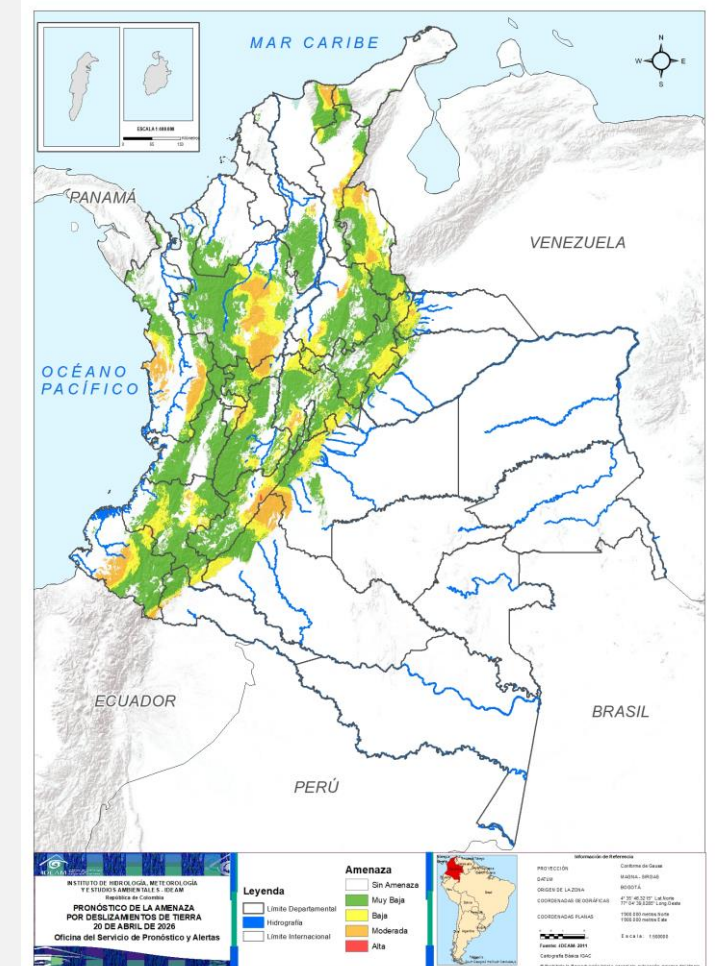 MAR CARIBE
N
W
E
S
PANAMÁ
VENEZUELA
OCÉANO
PACÍFICO
ECUADOR
BRASIL
PERÚ
IDEAM
INSTITUTO DE HIDROLOGÍA, METEOROLOGÍA
Y ESTUDIOS AMBIENTALES - IDEAM
República de Colombia
PRONÓSTICO DE LA AMENAZA
POR DESLIZAMIENTOS DE TIERRA
20 DE ABRIL DE 2026
Oficina del Servicio de Pronóstico y Alertas
Leyenda
Límite Departamental
Hidrografía
Límite Internacional
Amenaza
Sin Amenaza
Muy Baja
Baja
Moderada
Alta
Información de Referencia
PROYECCIÓN Conforme de Gauss
DATUM MAGNA - SIRGAS
ORIGEN DE LA ZONA BOGOTÁ
COORDENADAS GEOGRÁFICAS
COORDENADAS PLANAS
Fuente: IDEAM 2011
Cartografía Básica IGAC